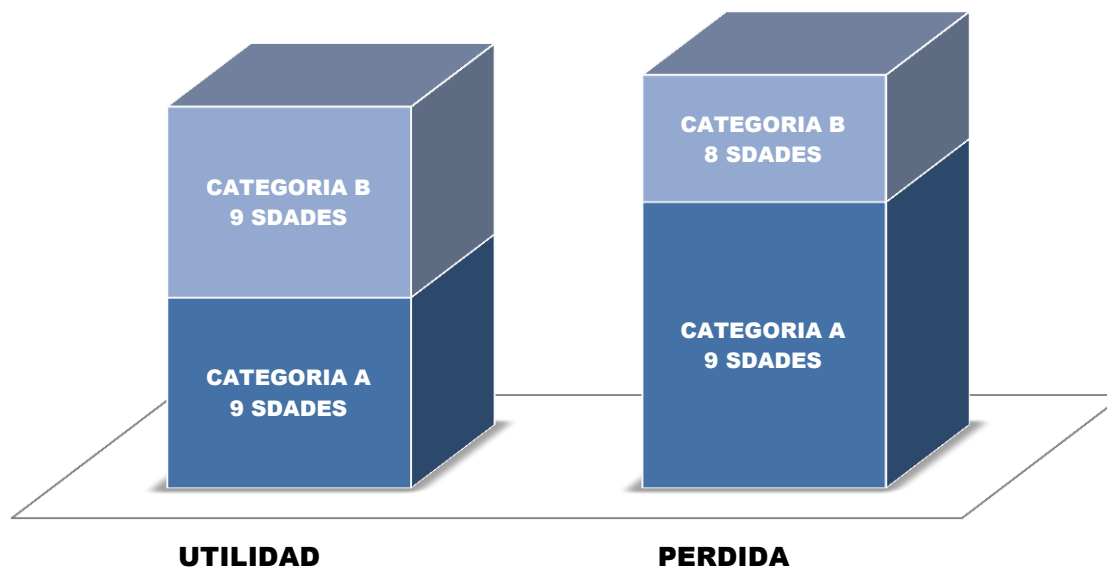 CATEGORIA B
9 SDADES
CATEGORIA A
9 SDADES
CATEGORIA B
8 SDADES
CATEGORIA A
9 SDADES
UTILIDAD
PERDIDA